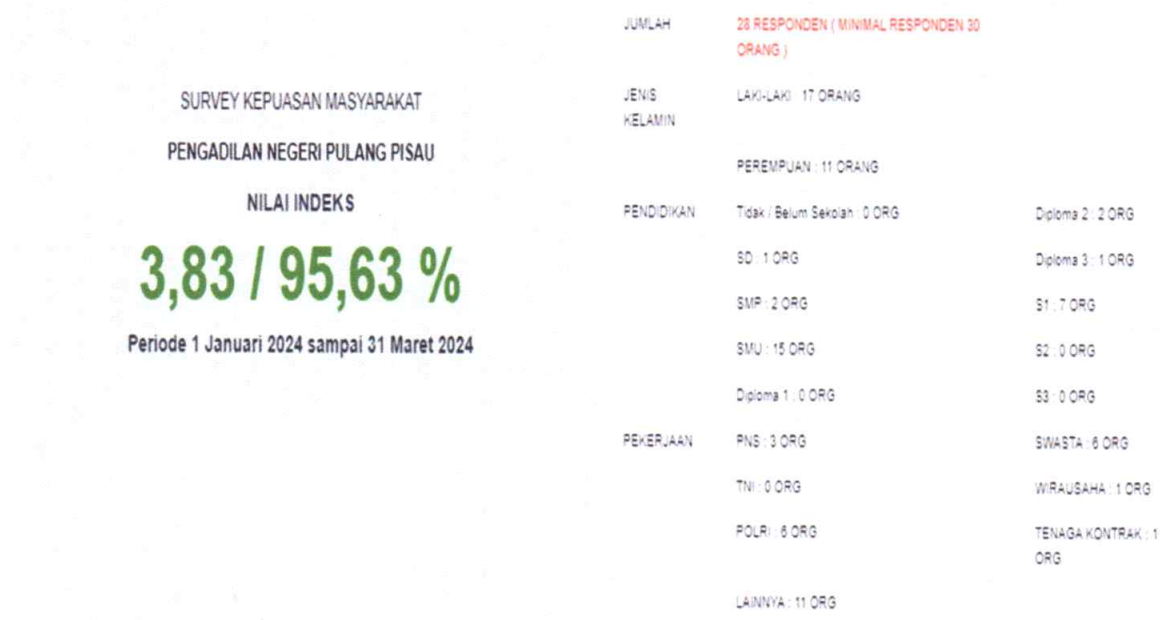 SURVEY KEPUASAN MASYARAKAT
PENGADILAN NEGERI PULANG PISAU
NILAI INDEKS
3,83 / 95,63 %
Periode 1 Januari 2024 sampai 31 Maret 2024
JUMLAH 28 RESPONDEN ( MINIMAL RESPONDEN 30
ORANG )
JENIS LAKI-LAKI : 17 ORANG
KELAMIN
PEREMPUAN : 11 ORANG
PENDIDIKAN Tidak / Belum Sekolah : 0 ORG Diploma 2 : 2 ORG
SD : 1 ORG Diploma 3 : 1 ORG
SMP : 2 ORG S1 : 7 ORG
SMU : 15 ORG S2 : 0 ORG
Diploma 1 : 0 ORG S3 : 0 ORG
PEKERJAAN PNS : 3 ORG SWASTA : 6 ORG
TNI : 0 ORG WIRAUSAHA : 1 ORG
POLRI : 6 ORG TENAGA KONTRAK : 1
ORG
LAINNYA : 11 ORG